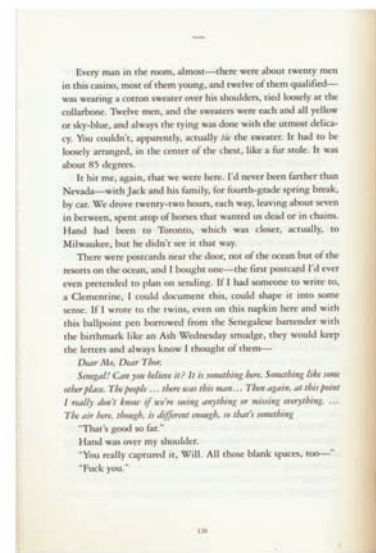 Every man in the room, almost—there were about twenty men
in this casino, most of them young, and twelve of them qualified—
was wearing a cotton sweater over his shoulders, tied loosely at the
collarbone. Twelve men, and the sweaters were each and all yellow
or sky-blue, and always the tying was done with the utmost delica-
cy. You couldn't, apparently, actually tie the sweater. It had to be
loosely arranged, in the center of the chest, like a fur stole. It was
about 85 degrees.
It hit me, again, that we were here. I'd never been farther than
Nevada—with Jack and his family, for fourth-grade spring break,
by car. We drove twenty-two hours, each way, leaving about seven
in between, spent atop of horses that wanted us dead or in chains.
Hand had been to Toronto, which was closer, actually, to
Milwaukee, but he didn't see it that way.
There were postcards near the door, not of the ocean but of the
resorts on the ocean, and I bought one—the first postcard I'd ever
even pretended to plan on sending. If I had someone to write to,
a Clementine, I could document this, could shape it into some
sense. If I wrote to the twins, even on this napkin here and with
this ballpoint pen borrowed from the Senegalese bartender with
the birthmark like an Ash Wednesday smudge, they would keep
the letters and always know I thought of them—
Dear Mo, Dear Thor,
Senegal! Can you believe it? It is something here. Something like some
other place. The people ... there was this man... Then again, at this point
I really don't know if we're seeing anything or missing everything. ...
The air here, though, is different enough, so that's something
"That's good so far."
Hand was over my shoulder.
"You really captured it, Will. All those blank spaces, too—"
"Fuck you."